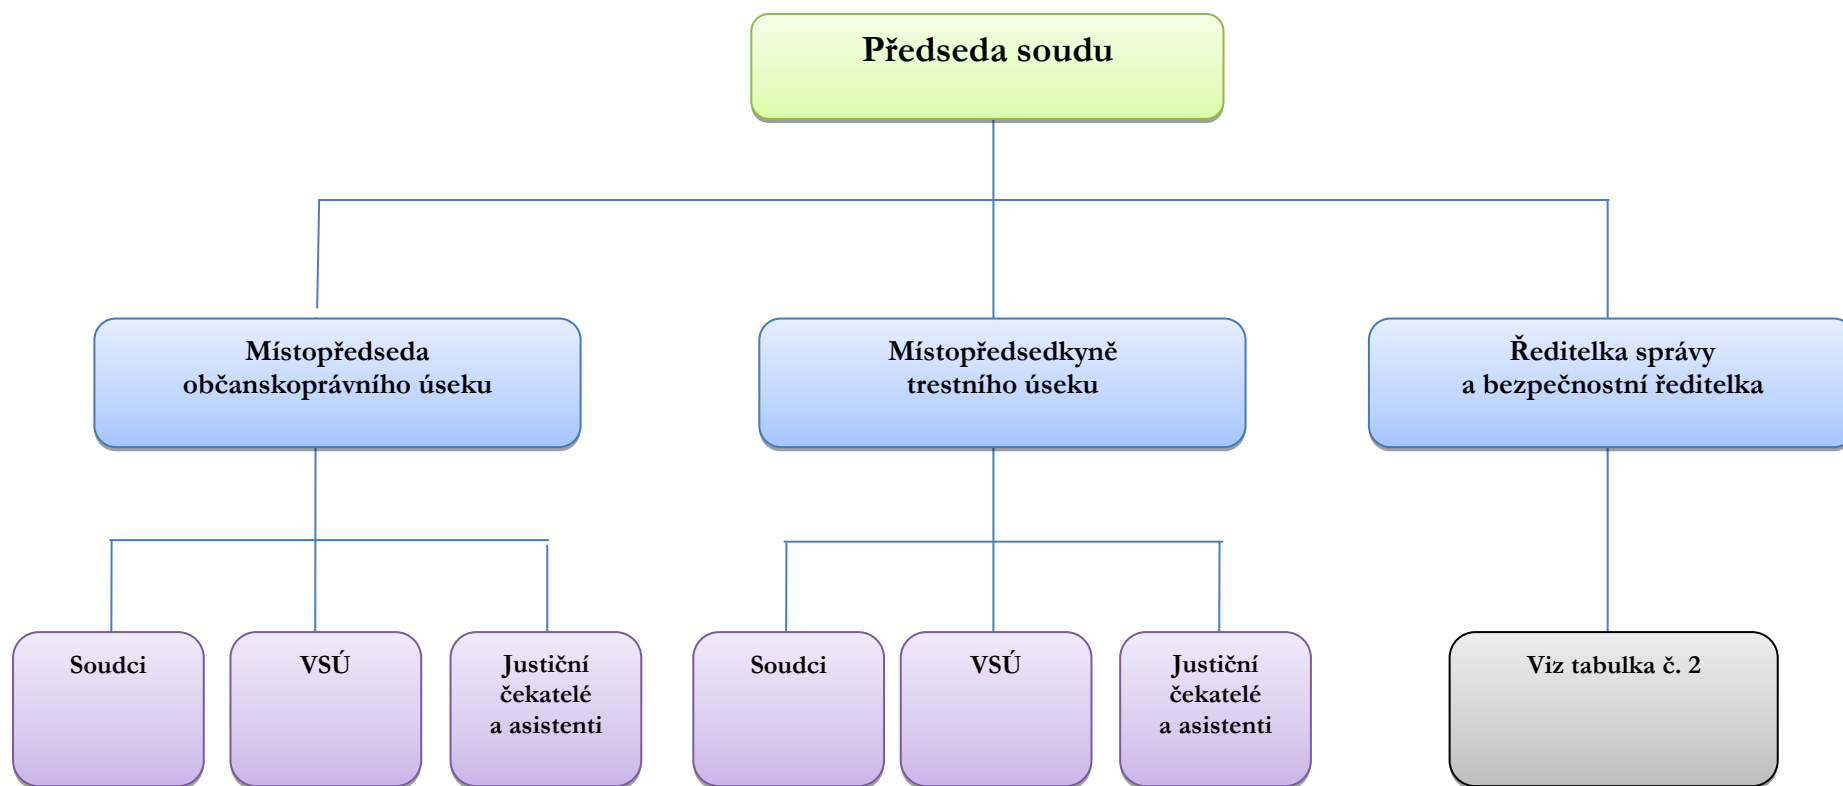 Předseda soudu
Místopředseda
občanskoprávního úseku
Místopředsedkyně
trestního úseku
Ředitelka správy
a bezpečnostní ředitelka
Soudci
VSÚ
Justiční
čekatelé
a asistenti
Soudci
VSÚ
Justiční
čekatelé
a asistenti
Viz tabulka č. 2